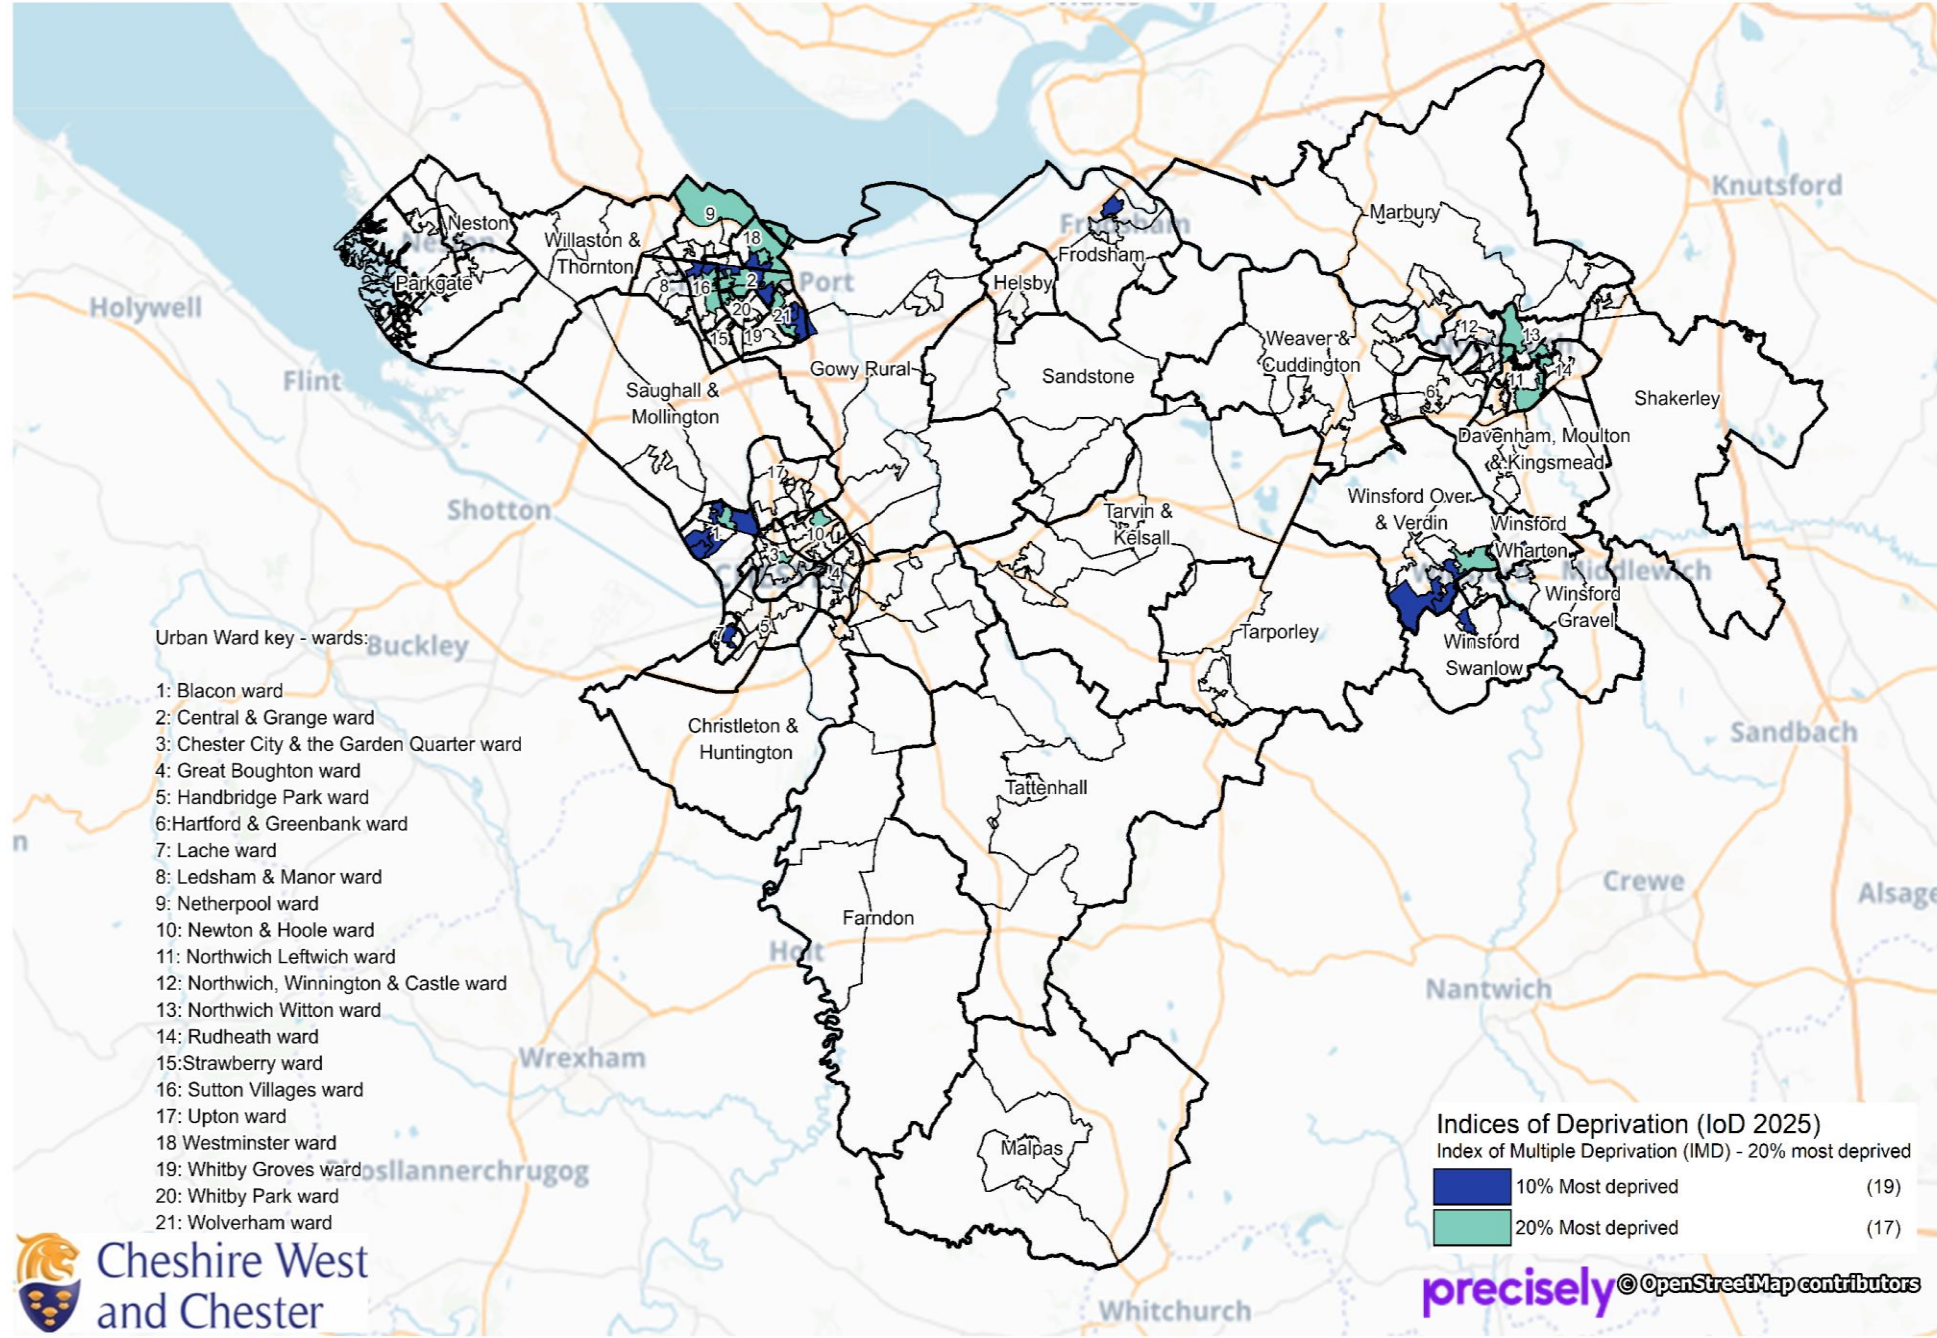 Knutsford
Marbury
Neston
Willaston &
Thornton
9
18
Frodsham
Frodsham
Parkgate
8
16
2
Port
Helsby
Holywell
20
21
15
19
12
13
Flint
Gowy Rural
Sandstone
Weaver &
Cuddington
11
14
6
Shakerley
Saughall &
Mollington
Davenham, Moulton
& Kingsmead
17
Shotton
Winsford Over
& Verdin
Tarvin &
Kelsall
Winsford
Wharton
1
10
3
4
Middlewich
Winsford
Gravel
7
5
Tarporley
Winsford
Swanlow
Buckley
Christleton &
Huntington
Sandbach
Tattenhall
Crewe
Alsage
Farndon
Holt
Nantwich
Wrexham
Malpas
Whitchurch
Urban Ward key - wards:
1: Blacon ward
2: Central & Grange ward
3: Chester City & the Garden Quarter ward
4: Great Boughton ward
5: Handbridge Park ward
6:Hartford & Greenbank ward
7: Lache ward
8: Ledsham & Manor ward
9: Netherpool ward
10: Newton & Hoole ward
11: Northwich Leftwich ward
12: Northwich, Winnington & Castle ward
13: Northwich Witton ward
14: Rudheath ward
15:Strawberry ward
16: Sutton Villages ward
17: Upton ward
18 Westminster ward
19: Whitby Groves ward
20: Whitby Park ward
21: Wolverham ward
Cheshire West
and Chester
Indices of Deprivation (IoD 2025)
Index of Multiple Deprivation (IMD) - 20% most deprived
10% Most deprived (19)
20% Most deprived (17)
precisely © OpenStreetMap contributors